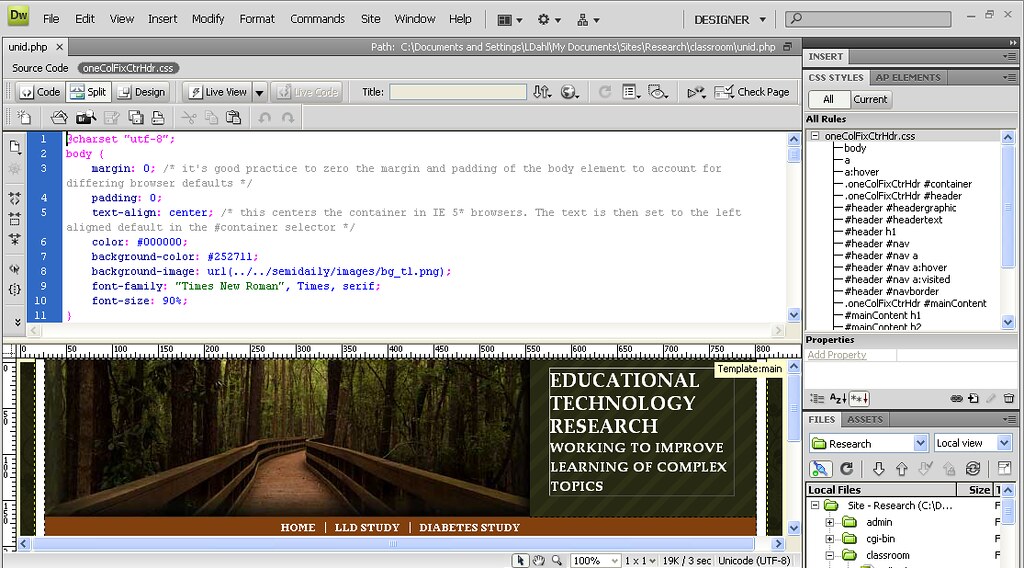 Dw File Edit View Insert Modify Format Commands Site Window Help DESIGNER
unid.php Path: C:\Documents and Settings\LDahl\My Documents\Sites\Research\classroom\unid.php
Source Code oneColFixCtrHdr.css
Code Split Design Live View Live Code Title: Check Page
1 @charset "utf-8";
2 body {
3 margin: 0; /* it's good practice to zero the margin and padding of the body element to account for
differing browser defaults */
4 padding: 0;
5 text-align: center; /* this centers the container in IE 5* browsers. The text is then set to the left
aligned default in the #container selector */
6 color: #000000;
7 background-color: #252711;
8 background-image: url(../../semidaily/images/bg_tl.png);
9 font-family: "Times New Roman", Times, serif;
10 font-size: 90%;
11 }
0 50 100 150 200 250 300 350 400 450 500 550 600 650 700 750 800
0
50
100
150
Template:main
EDUCATIONAL
TECHNOLOGY
RESEARCH
WORKING TO IMPROVE
LEARNING OF COMPLEX
TOPICS
HOME | LLD STUDY | DIABETES STUDY
100% 1 x 1 19K / 3 sec Unicode (UTF-8)
INSERT
CSS STYLES AP ELEMENTS
All Current
All Rules
oneColFixCtrHdr.css
body
a
a:hover
.oneColFixCtrHdr #container
.oneColFixCtrHdr #header
#header #headergraphic
#header #headertext
#header h1
#header #nav
#header #nav a
#header #nav a:hover
#header #nav a:visited
#header #navborder
.oneColFixCtrHdr #mainContent
#mainContent h1
#mainContent h2
Properties
Add Property
FILES ASSETS
Research Local view
Local Files Size T
Site - Research (C:\D... F
admin F
cgi-bin F
classroom F